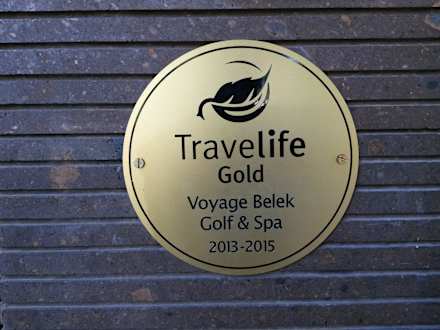 Travelife
Gold
Voyage Belek
Golf & Spa
2013-2015